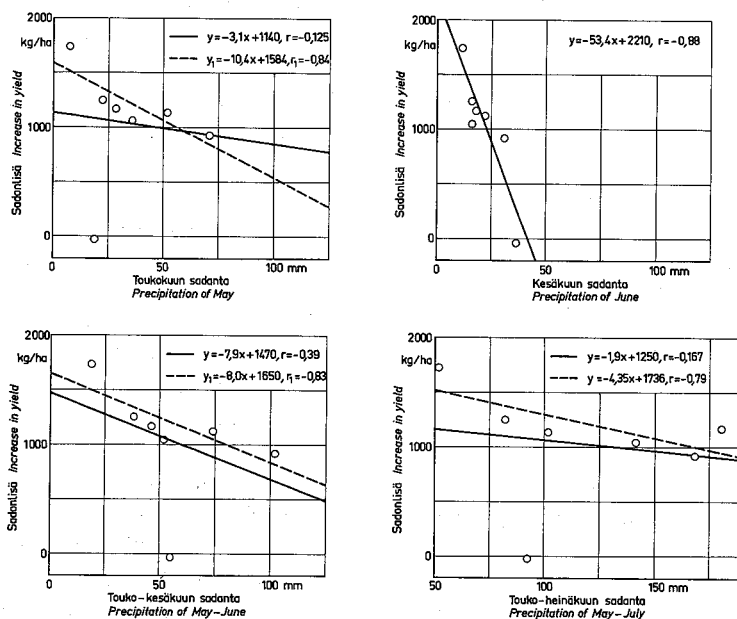 2000
kg/ha
1000
0
Sadonlisä Increase in yield
y=-3,1x+1140, r=-0,125
y₁=-10,4x+1584, r₁=-0,84
0 50 100 mm
Toukokuun sadanta
Precipitation of May
2000
kg/ha
1000
0
Sadonlisä Increase in yield
y=-53,4x+2210, r=-0,88
0 50 100 mm
Kesäkuun sadanta
Precipitation of June
2000
kg/ha
1000
0
Sadonlisä Increase in yield
y=-7,9x+1470, r=-0,39
y₁=-8,0x+1650, r₁=-0,83
0 50 100 mm
Touko-kesäkuun sadanta
Precipitation of May-June
2000
kg/ha
1000
0
Sadonlisä Increase in yield
y=-1,9x+1250, r=-0,167
y=-4,35x+1736, r=-0,79
50 100 150 mm
Touko-heinäkuun sadanta
Precipitation of May-July